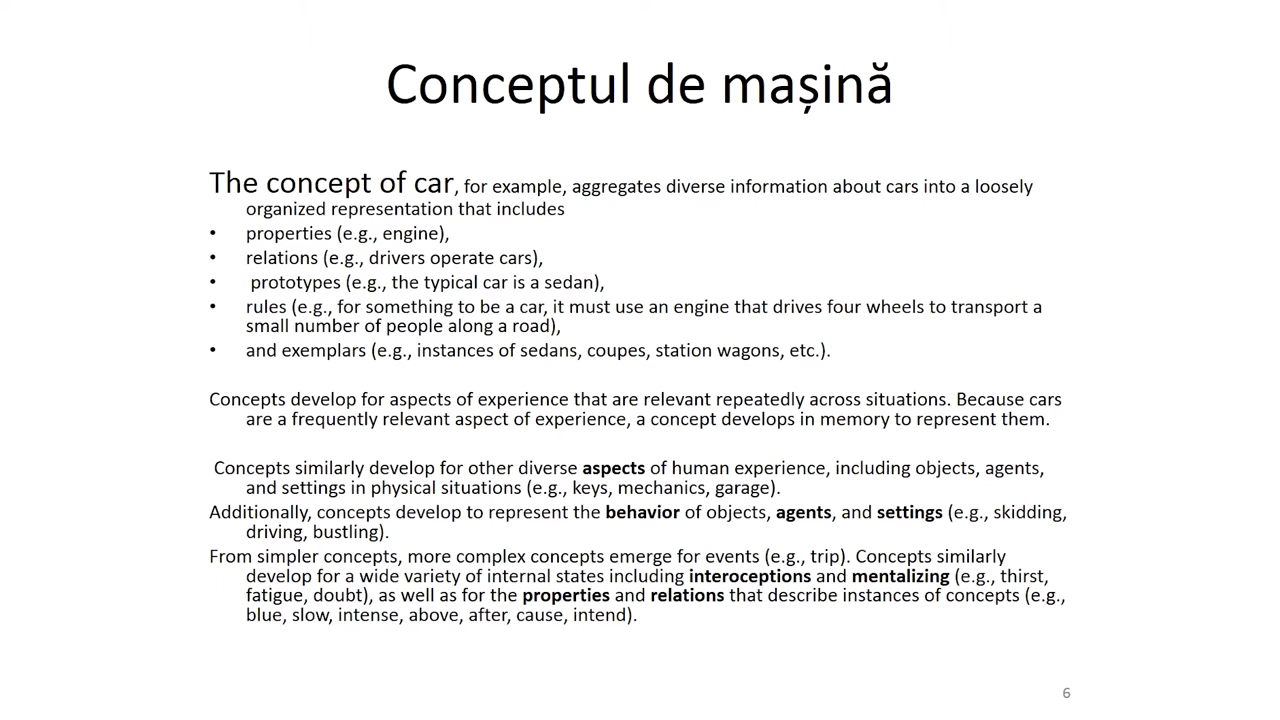 Conceptul de mașină
The concept of car, for example, aggregates diverse information about cars into a loosely
organized representation that includes
• properties (e.g., engine),
• relations (e.g., drivers operate cars),
• prototypes (e.g., the typical car is a sedan),
• rules (e.g., for something to be a car, it must use an engine that drives four wheels to transport a
small number of people along a road),
• and exemplars (e.g., instances of sedans, coupes, station wagons, etc.).
Concepts develop for aspects of experience that are relevant repeatedly across situations. Because cars
are a frequently relevant aspect of experience, a concept develops in memory to represent them.
Concepts similarly develop for other diverse aspects of human experience, including objects, agents,
and settings in physical situations (e.g., keys, mechanics, garage).
Additionally, concepts develop to represent the behavior of objects, agents, and settings (e.g., skidding,
driving, bustling).
From simpler concepts, more complex concepts emerge for events (e.g., trip). Concepts similarly
develop for a wide variety of internal states including interoceptions and mentalizing (e.g., thirst,
fatigue, doubt), as well as for the properties and relations that describe instances of concepts (e.g.,
blue, slow, intense, above, after, cause, intend).
6